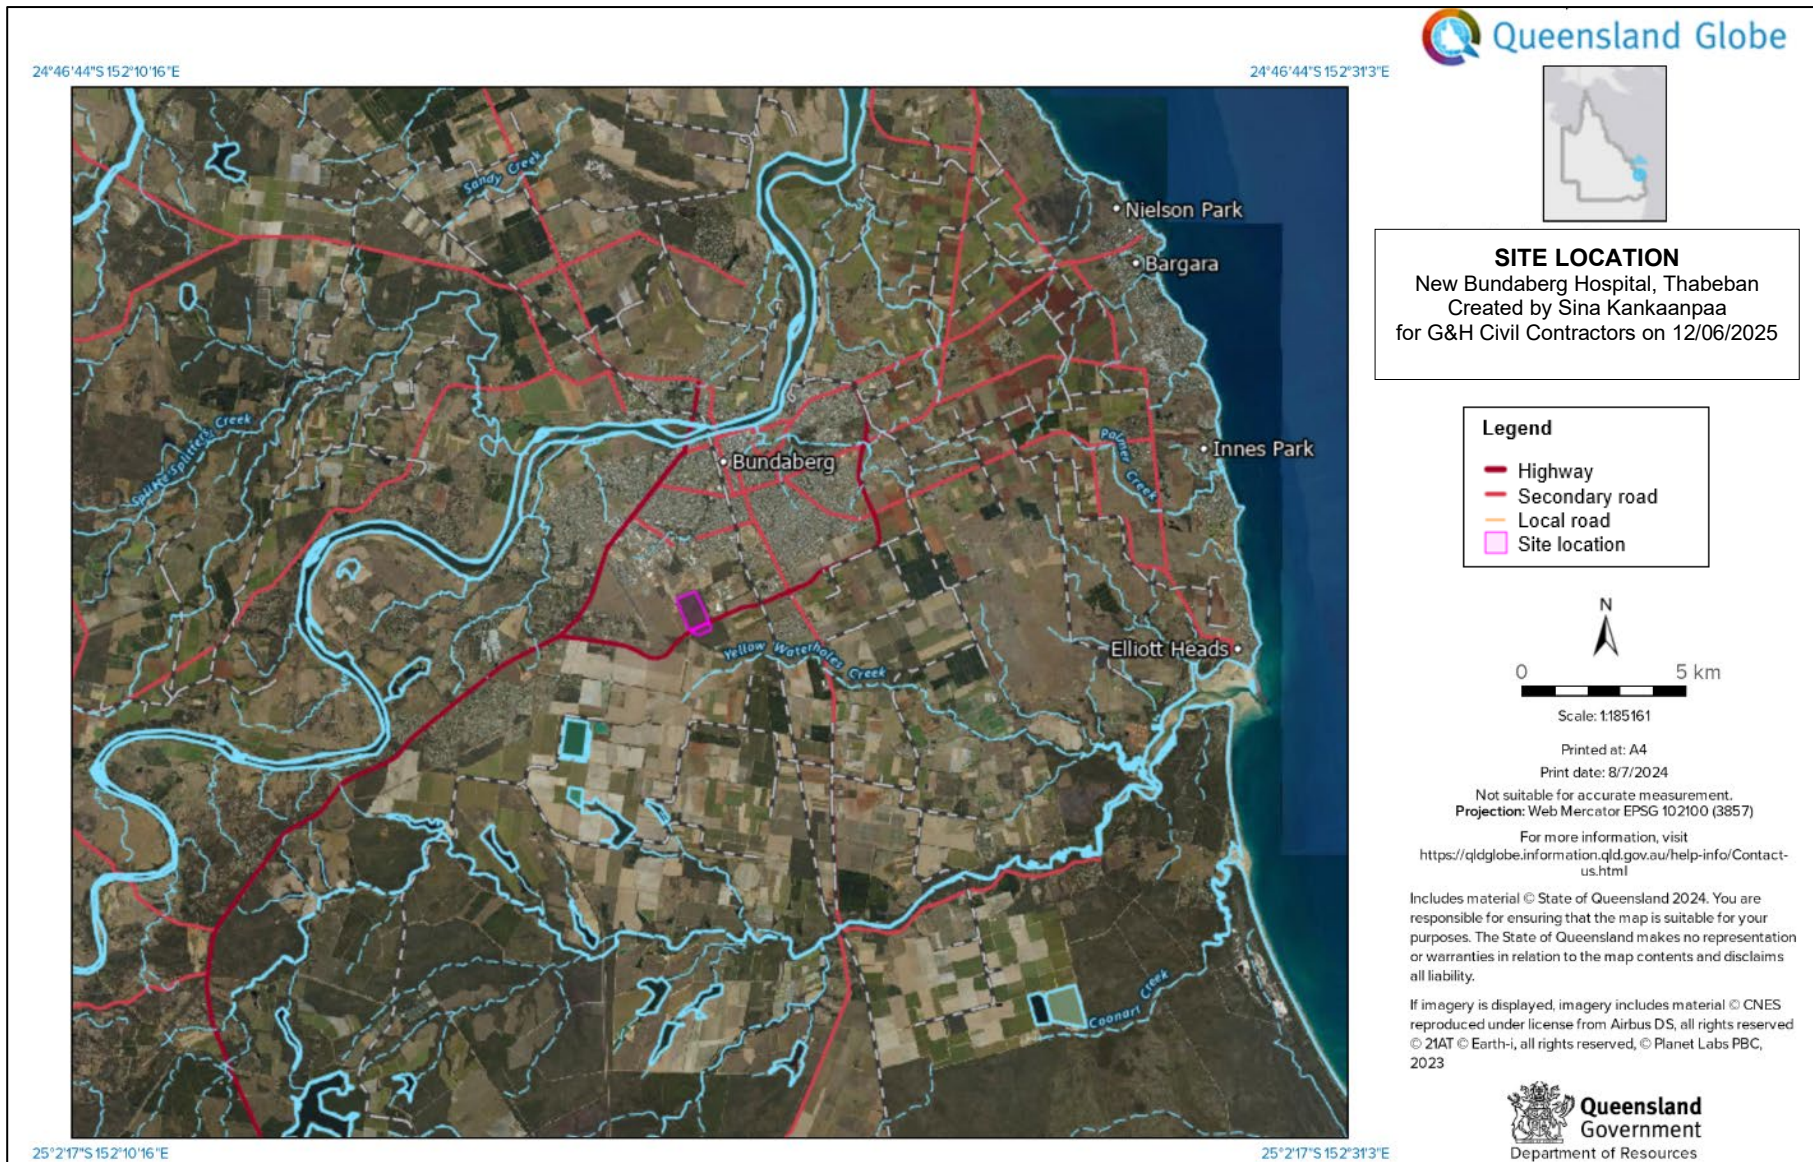 Queensland Globe
24°46'44"S 152°10'16"E
24°46'44"S 152°31'3"E
Sandy Creek
Nielson Park
Bargara
SITE LOCATION
New Bundaberg Hospital, Thabeban
Created by Sina Kankaanpaa
for G&H Civil Contractors on 12/06/2025
Splitters Creek
Splitters Creek
Bundaberg
Palmer Creek
Innes Park
Legend
Highway
Secondary road
Local road
Site location
Yellow Waterholes Creek
Elliott Heads
N
0 5 km
Scale: 1:185161
Printed at: A4
Print date: 8/7/2024
Not suitable for accurate measurement.
Projection: Web Mercator EPSG 102100 (3857)
For more information, visit
https://qldglobe.information.qld.gov.au/help-info/Contact-
us.html
Includes material © State of Queensland 2024. You are
responsible for ensuring that the map is suitable for your
purposes. The State of Queensland makes no representation
or warranties in relation to the map contents and disclaims
all liability.
If imagery is displayed, imagery includes material © CNES
reproduced under license from Airbus DS, all rights reserved
© 21AT © Earth-i, all rights reserved, © Planet Labs PBC,
2023
Coonarr Creek
Queensland
Government
Department of Resources
25°2'17"S 152°10'16"E
25°2'17"S 152°31'3"E